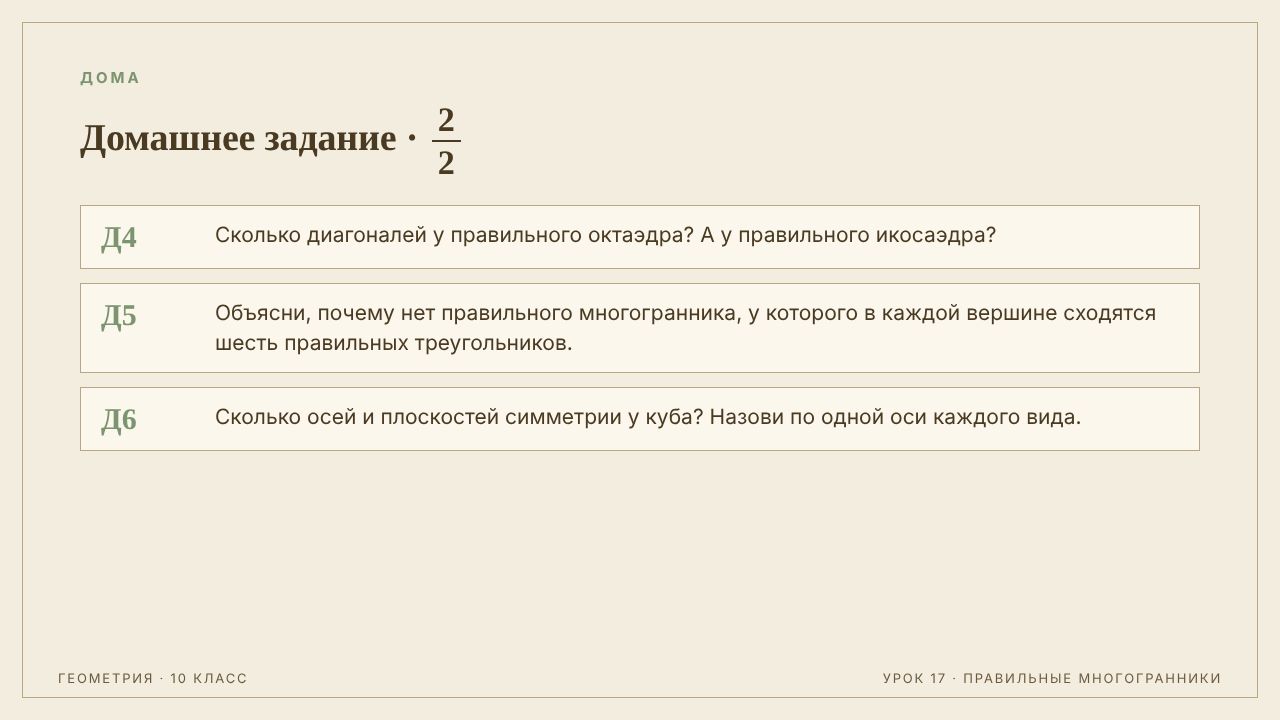 ДОМА
Домашнее задание · 2/2
Д4 Сколько диагоналей у правильного октаэдра? А у правильного икосаэдра?
Д5 Объясни, почему нет правильного многогранника, у которого в каждой вершине сходятся
шесть правильных треугольников.
Д6 Сколько осей и плоскостей симметрии у куба? Назови по одной оси каждого вида.
ГЕОМЕТРИЯ · 10 КЛАСС
УРОК 17 · ПРАВИЛЬНЫЕ МНОГОГРАННИКИ